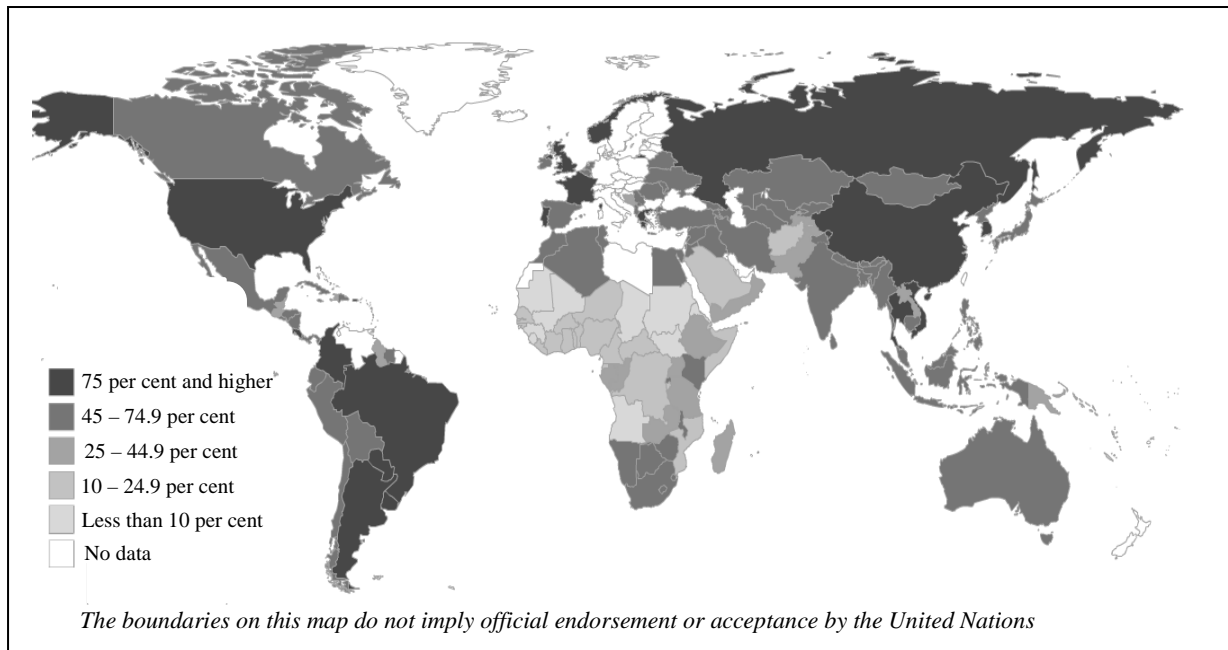 75 per cent and higher
45 – 74.9 per cent
25 – 44.9 per cent
10 – 24.9 per cent
Less than 10 per cent
No data
The boundaries on this map do not imply official endorsement or acceptance by the United Nations